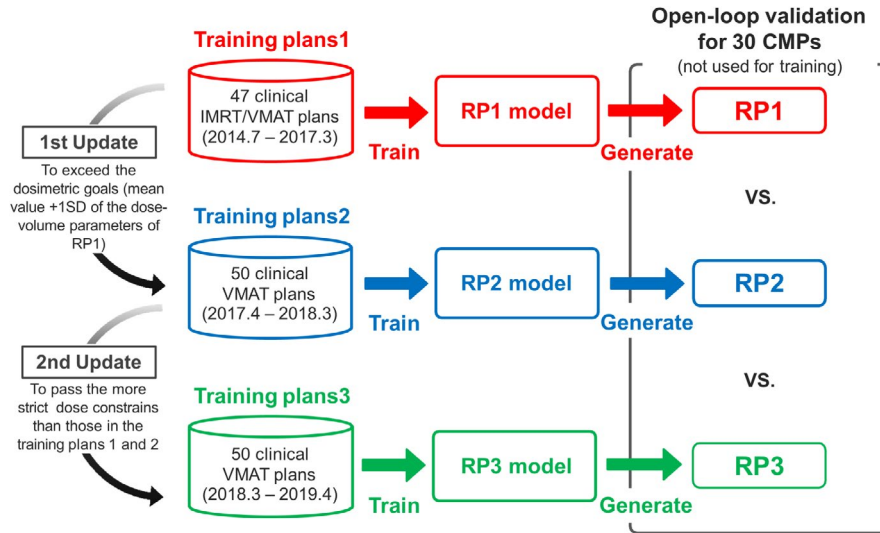 Open-loop validation
for 30 CMPs
(not used for training)
Training plans1
47 clinical
IMRT/VMAT plans
(2014.7 – 2017.3)
Train
RP1 model
Generate
RP1
1st Update
To exceed the
dosimetric goals (mean
value +1SD of the dose-
volume parameters of
RP1)
VS.
Training plans2
50 clinical
VMAT plans
(2017.4 – 2018.3)
Train
RP2 model
Generate
RP2
2nd Update
To pass the more
strict dose constrains
than those in the
training plans 1 and 2
VS.
Training plans3
50 clinical
VMAT plans
(2018.3 – 2019.4)
Train
RP3 model
Generate
RP3